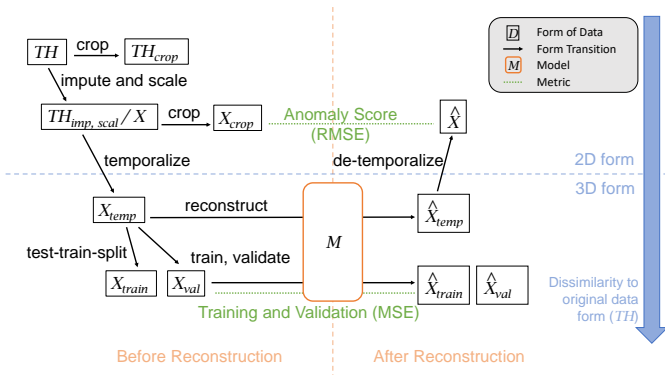 TH
crop
TH_crop
impute and scale
TH_imp, scal / X
crop
X_crop
Anomaly Score
(RMSE)
X̂
temporalize
de-temporalize
2D form
3D form
X_temp
reconstruct
M
X̂_temp
test-train-split
train, validate
X_train
X_val
X̂_train
X̂_val
Training and Validation (MSE)
Dissimilarity to
original data
form (TH)
Before Reconstruction
After Reconstruction
D Form of Data
Form Transition
M Model
Metric